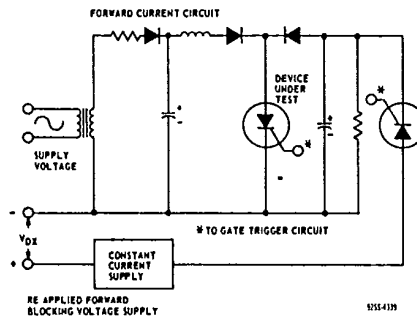 FORWARD CURRENT CIRCUIT
DEVICE
UNDER
TEST
*
*
+
-
+
-
SUPPLY
VOLTAGE
-
VDX
+
* TO GATE TRIGGER CIRCUIT
CONSTANT
CURRENT
SUPPLY
RE APPLIED FORWARD
BLOCKING VOLTAGE SUPPLY
92SS-4339